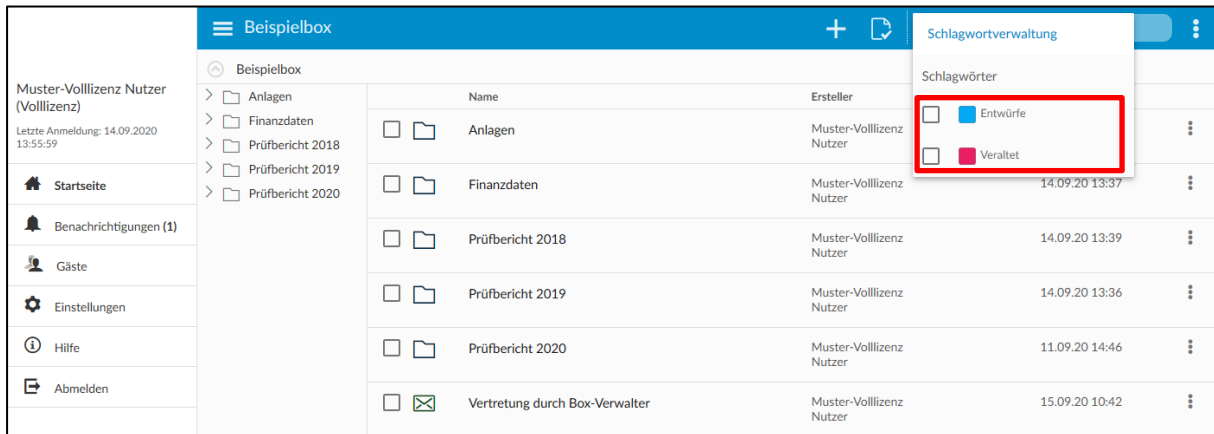 Beispielbox
Schlagwortverwaltung
Schlagwörter
Entwürfe
Veraltet
Muster-Volllizenz Nutzer
(Volllizenz)
Letzte Anmeldung: 14.09.2020
13:55:59
Startseite
Benachrichtigungen (1)
Gäste
Einstellungen
Hilfe
Abmelden
Beispielbox
Anlagen
Finanzdaten
Prüfbericht 2018
Prüfbericht 2019
Prüfbericht 2020
Name Ersteller
Anlagen Muster-Volllizenz
Nutzer
Finanzdaten Muster-Volllizenz 14.09.20 13:37
Nutzer
Prüfbericht 2018 Muster-Volllizenz 14.09.20 13:39
Nutzer
Prüfbericht 2019 Muster-Volllizenz 14.09.20 13:36
Nutzer
Prüfbericht 2020 Muster-Volllizenz 11.09.20 14:46
Nutzer
Vertretung durch Box-Verwalter Muster-Volllizenz 15.09.20 10:42
Nutzer